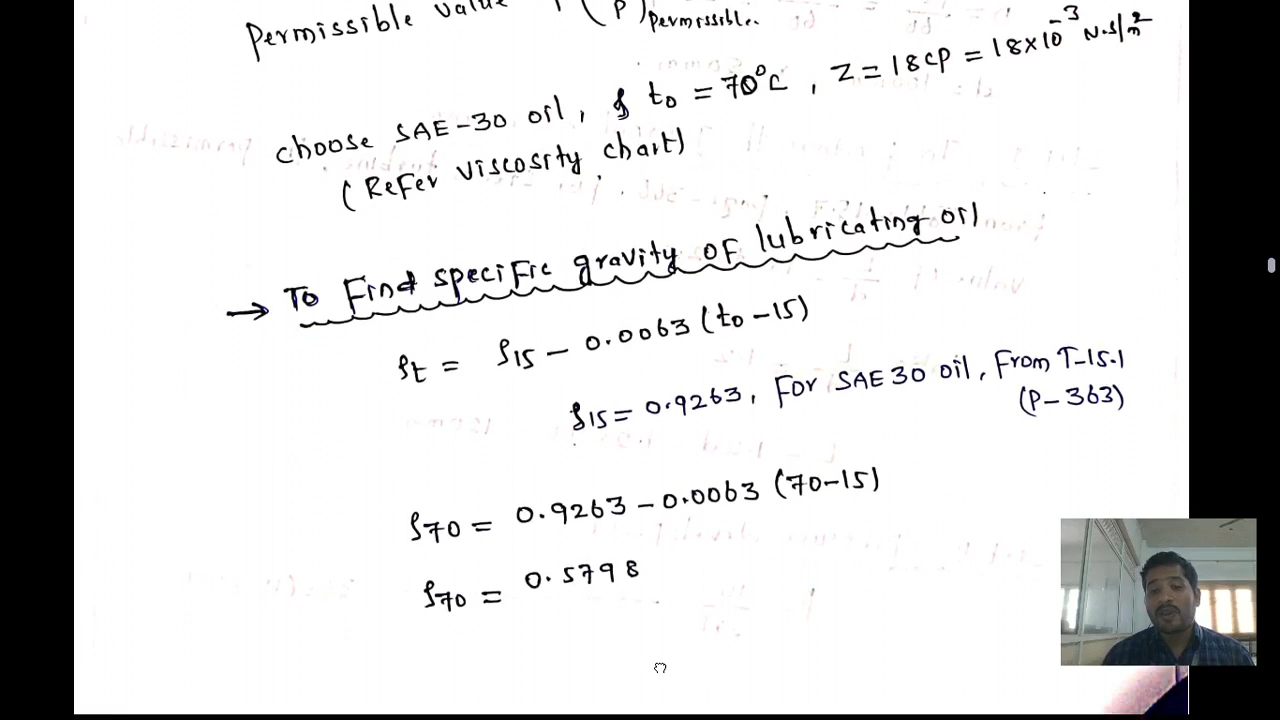 Permissible value
(P)permissible.
choose SAE-30 oil, & to = 70°C, Z = 18cp = 18×10⁻³ N·s/m²
(Refer viscosity chart)
→ To Find specific gravity of lubricating oil
ρt = ρ15 - 0.0063 (to-15)
ρ15 = 0.9263, For SAE 30 oil, From T-15.1
(P-363)
ρ70 = 0.9263-0.0063 (70-15)
ρ70 = 0.5798